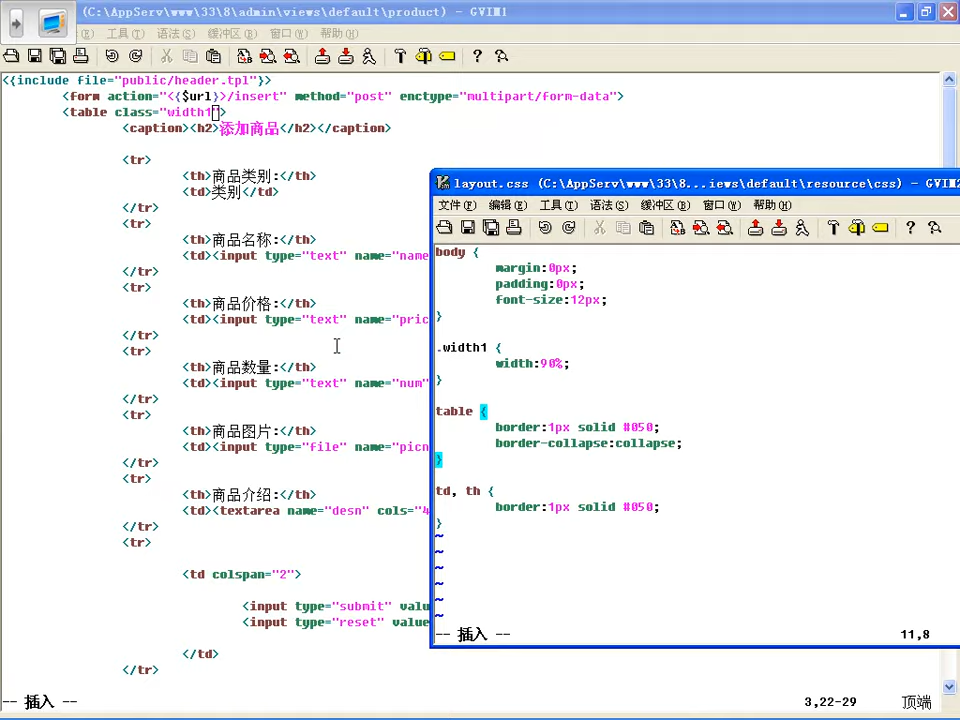 (C:\AppServ\www\33\8\admin\views\default\product) - GVIM1
工具(T) 语法(S) 缓冲区(B) 窗口(W) 帮助(H)
<{include file="public/header.tpl"}>
<form action="<{$url}>/insert" method="post" enctype="multipart/form-data">
<table class="width1">
<caption><h2>添加商品</h2></caption>
<tr>
<th>商品类别:</th>
<td>类别</td>
</tr>
<tr>
<th>商品名称:</th>
<td><input type="text" name="name
</tr>
<tr>
<th>商品价格:</th>
<td><input type="text" name="pric
</tr>
<tr>
<th>商品数量:</th>
<td><input type="text" name="num"
</tr>
<tr>
<th>商品图片:</th>
<td><input type="file" name="picn
</tr>
<tr>
<th>商品介绍:</th>
<td><textarea name="desn" cols="4
</tr>
<tr>
<td colspan="2">
<input type="submit" valu
<input type="reset" value
</td>
</tr>
-- 插入 -- 3,22-29 顶端
layout.css (C:\AppServ\www\33\8...iews\default\resource\css) - GVIM2
文件(F) 编辑(E) 工具(T) 语法(S) 缓冲区(B) 窗口(W) 帮助(H)
body {
margin:0px;
padding:0px;
font-size:12px;
}
.width1 {
width:90%;
}
table {
border:1px solid #050;
border-collapse:collapse;
}
td, th {
border:1px solid #050;
}
~
~
~
~
~
~
-- 插入 -- 11,8